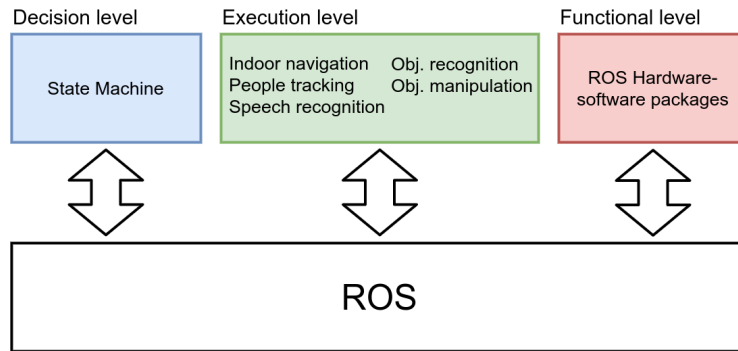 Decision level
Execution level
Functional level
State Machine
Indoor navigation
People tracking
Speech recognition
Obj. recognition
Obj. manipulation
ROS Hardware-
software packages
ROS